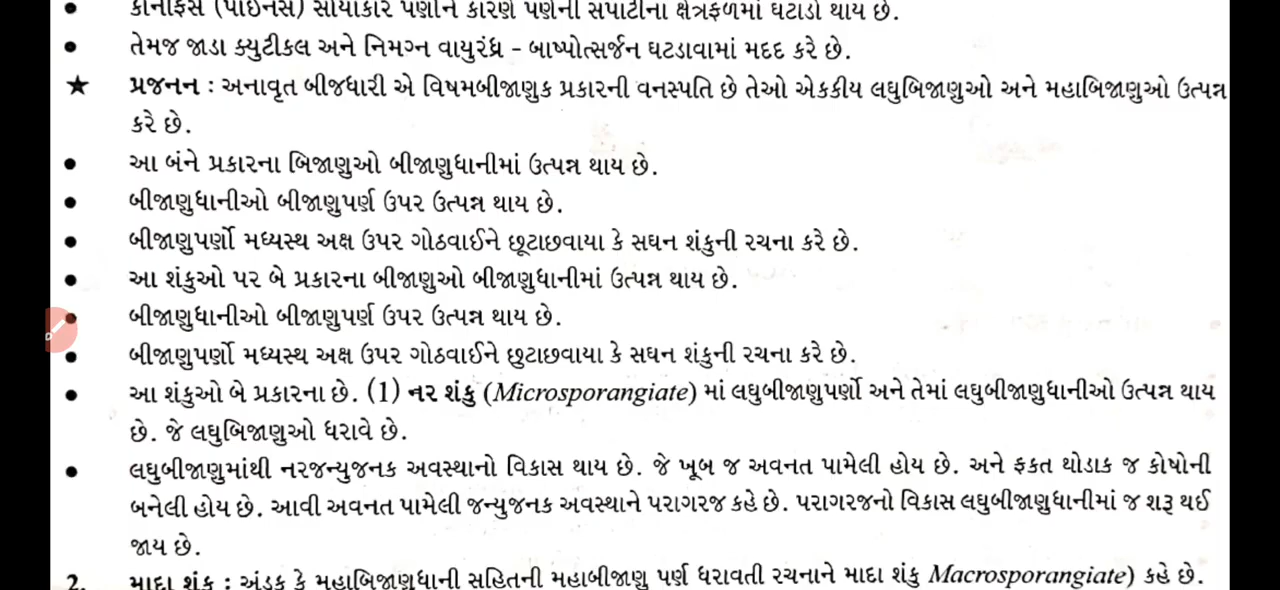 કોનીફર્સ (પાઈનસ) સોયાકાર પર્ણોને કારણે પર્ણની સપાટીના ક્ષેત્રફળમાં ઘટાડો થાય છે.
તેમજ જાડા ક્યુટીકલ અને નિમગ્ન વાયુરંધ્ર - બાષ્પોત્સર્જન ઘટડાવામાં મદદ કરે છે.
★ પ્રજનન : અનાવૃત બીજધારી એ વિષમબીજાણુક પ્રકારની વનસ્પતિ છે તેઓ એકકીય લઘુબિજાણુઓ અને મહાબિજાણુઓ ઉત્પન્ન
કરે છે.
આ બંને પ્રકારના બિજાણુઓ બીજાણુધાનીમાં ઉત્પન્ન થાય છે.
બીજાણુધાનીઓ બીજાણુપર્ણ ઉપર ઉત્પન્ન થાય છે.
બીજાણુપર્ણો મધ્યસ્થ અક્ષ ઉપર ગોઠવાઈને છૂટાછવાયા કે સઘન શંકુની રચના કરે છે.
આ શંકુઓ પર બે પ્રકારના બીજાણુઓ બીજાણુધાનીમાં ઉત્પન્ન થાય છે.
બીજાણુધાનીઓ બીજાણુપર્ણ ઉપર ઉત્પન્ન થાય છે.
બીજાણુપર્ણો મધ્યસ્થ અક્ષ ઉપર ગોઠવાઈને છુટાછવાયા કે સઘન શંકુની રચના કરે છે.
આ શંકુઓ બે પ્રકારના છે. (1) નર શંકુ (Microsporangiate) માં લઘુબીજાણુપર્ણો અને તેમાં લઘુબીજાણુધાનીઓ ઉત્પન્ન થાય
છે. જે લઘુબિજાણુઓ ધરાવે છે.
લઘુબીજાણુમાંથી નરજન્યુજનક અવસ્થાનો વિકાસ થાય છે. જે ખૂબ જ અવનત પામેલી હોય છે. અને ફકત થોડાક જ કોષોની
બનેલી હોય છે. આવી અવનત પામેલી જન્યુજનક અવસ્થાને પરાગરજ કહે છે. પરાગરજનો વિકાસ લઘુબીજાણુધાનીમાં જ શરૂ થઈ
જાય છે.
2. માદા શંકુ : અંડક કે મહાબિજાણુધાની સહિતની મહાબીજાણુ પર્ણ ધરાવતી રચનાને માદા શંકુ Macrosporangiate) કહે છે.